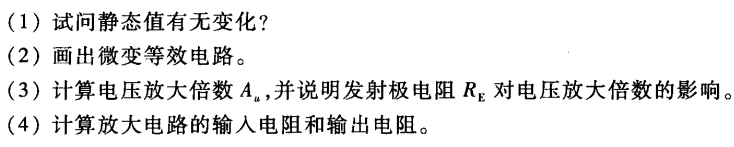 (1) 试问静态值有无变化?
(2) 画出微变等效电路。
(3) 计算电压放大倍数 Au,并说明发射极电阻 RE 对电压放大倍数的影响。
(4) 计算放大电路的输入电阻和输出电阻。